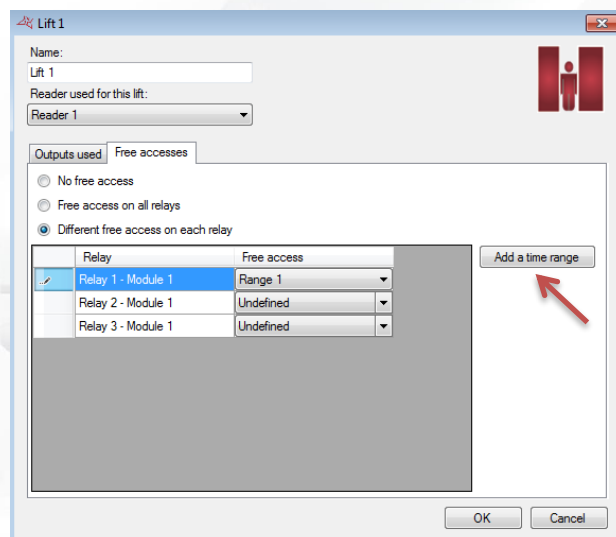 Lift 1
Name:
Lift 1
Reader used for this lift:
Reader 1
Outputs used
Free accesses
No free access
Free access on all relays
Different free access on each relay
Relay Free access
Relay 1 - Module 1 Range 1
Relay 2 - Module 1 Undefined
Relay 3 - Module 1 Undefined
Add a time range
OK Cancel